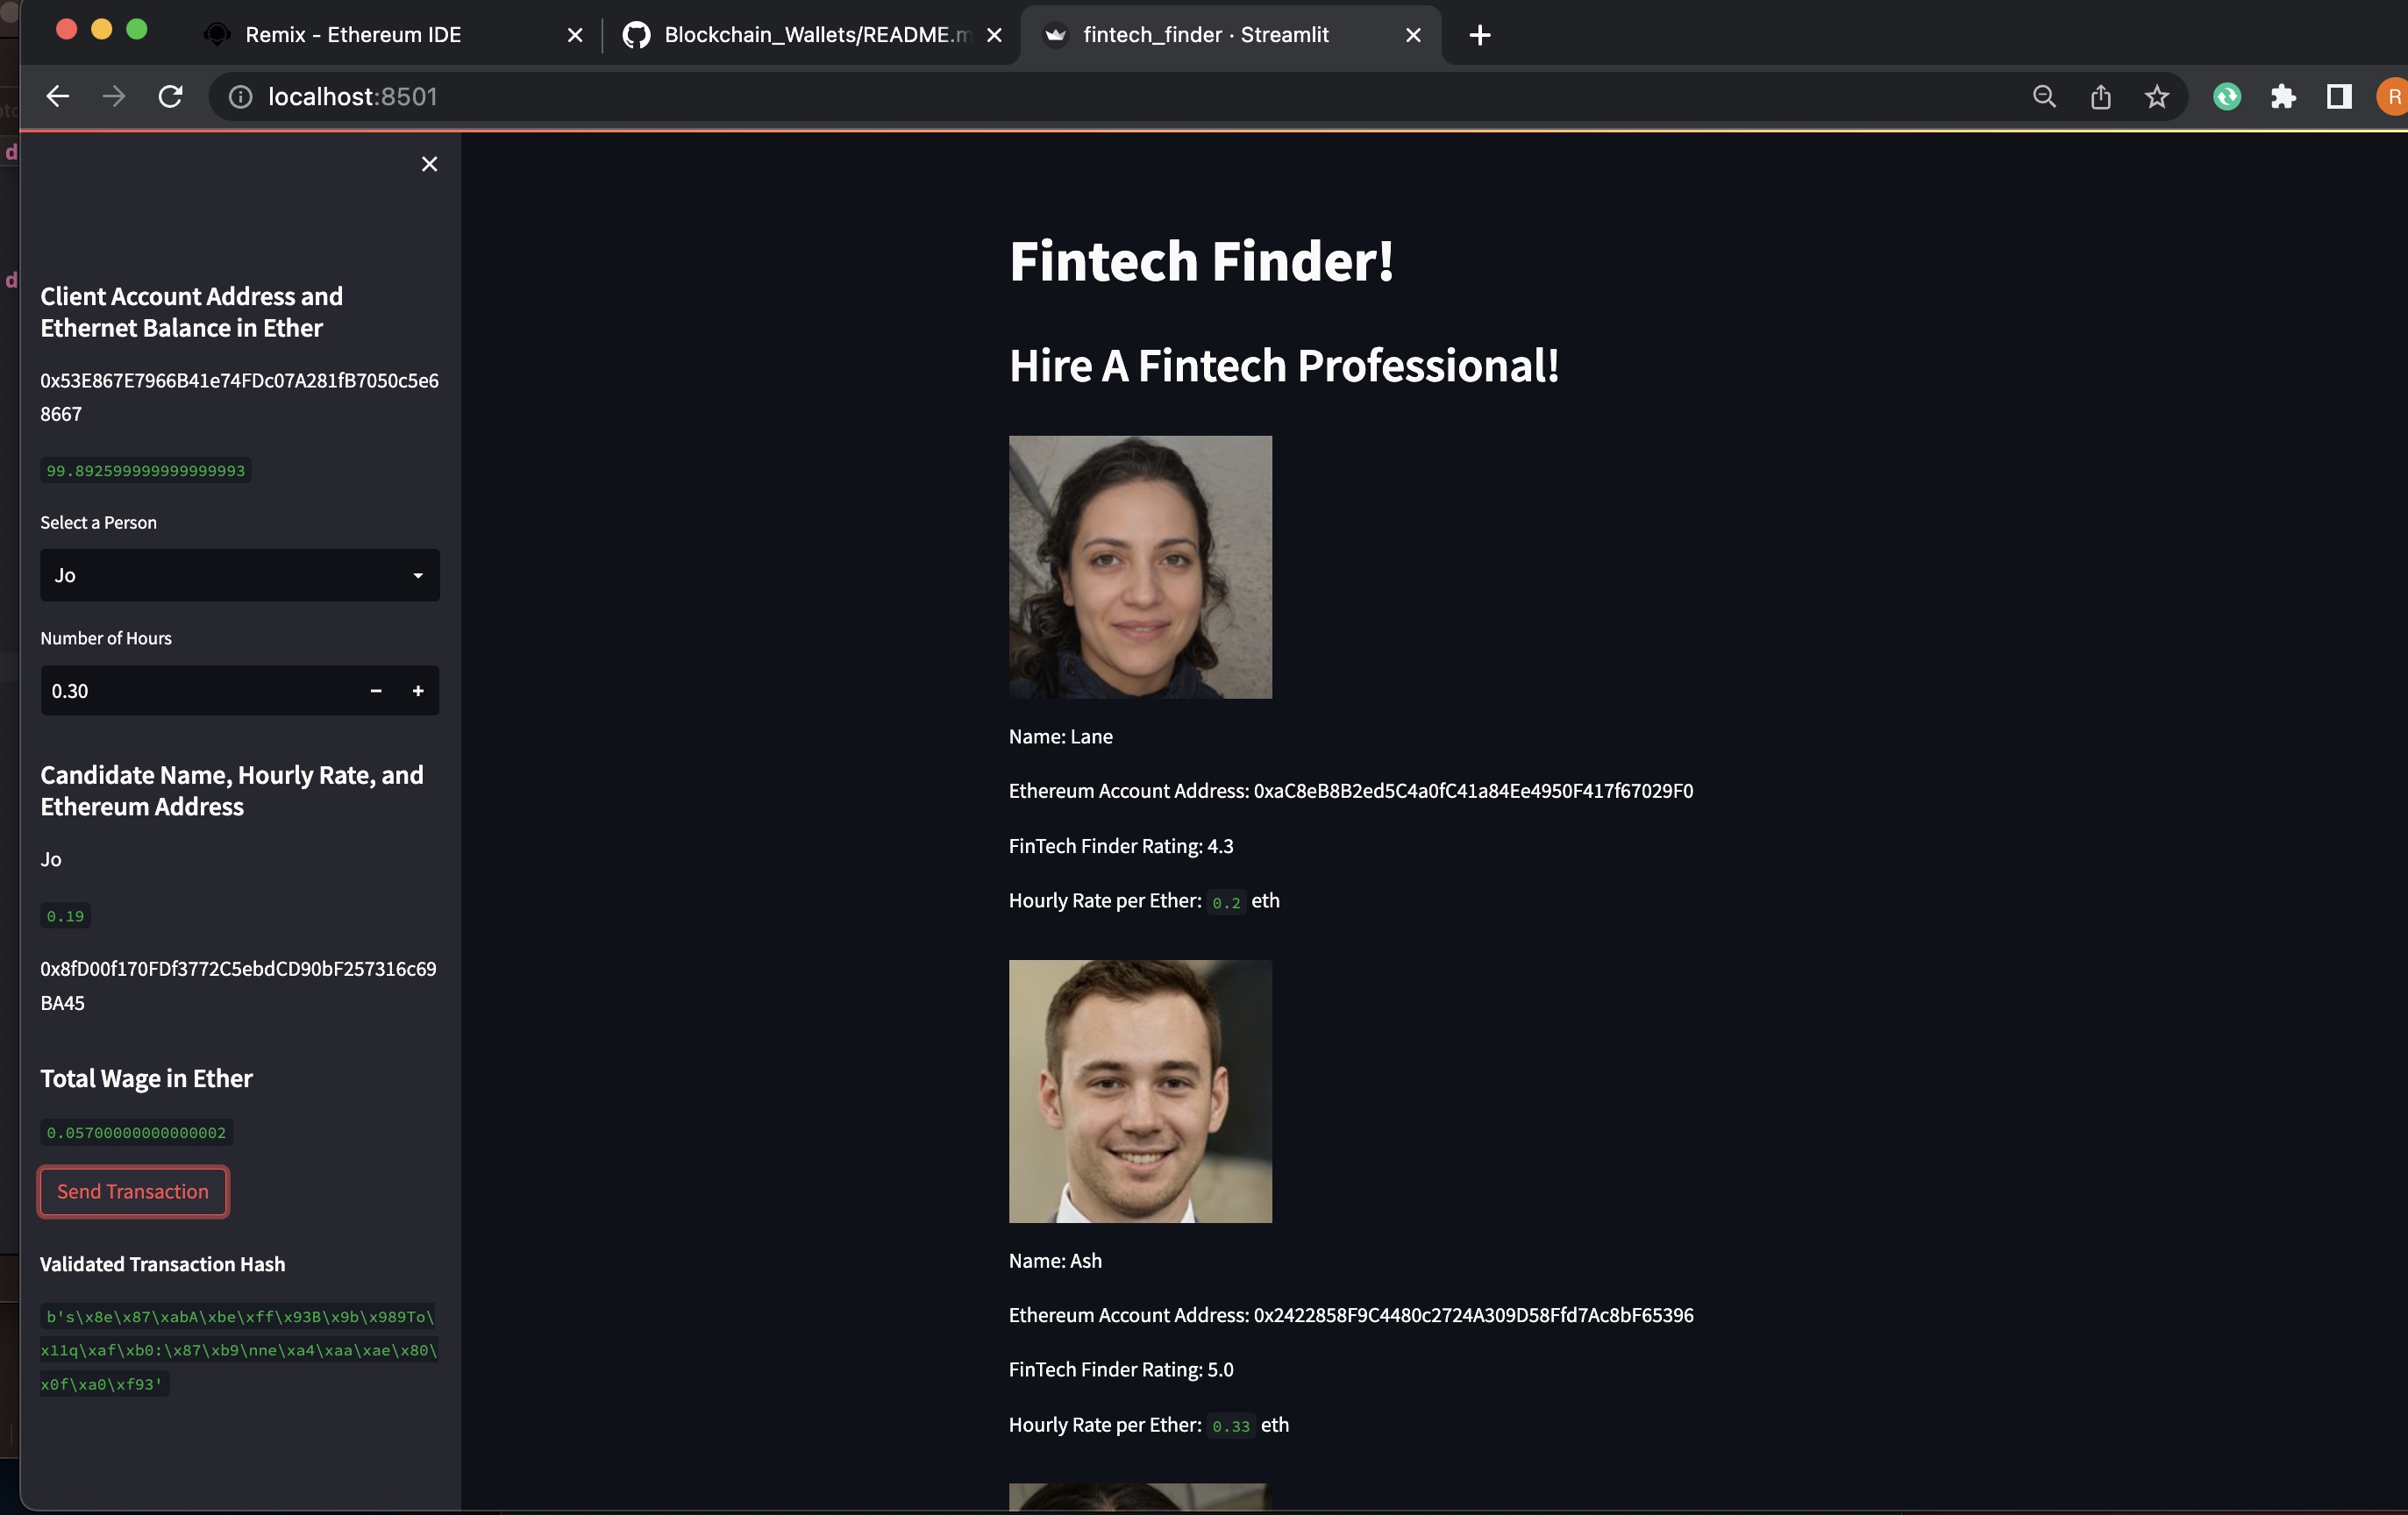 Remix - Ethereum IDE
Blockchain_Wallets/README.m
fintech_finder · Streamlit
localhost:8501
R
d
d
Client Account Address and
Ethernet Balance in Ether
0x53E867E7966B41e74FDc07A281fB7050c5e6
8667
99.892599999999999993
Select a Person
Jo
Number of Hours
0.30
Candidate Name, Hourly Rate, and
Ethereum Address
Jo
0.19
0x8fD00f170FDf3772C5ebdCD90bF257316c69
BA45
Total Wage in Ether
0.05700000000000002
Send Transaction
Validated Transaction Hash
b's\x8e\x87\xabA\xbe\xff\x93B\x9b\x989To\
x11q\xaf\xb0:\x87\xb9\nne\xa4\xaa\xae\x80\
x0f\xa0\xf93'
Fintech Finder!
Hire A Fintech Professional!
Name: Lane
Ethereum Account Address: 0xaC8eB8B2ed5C4a0fC41a84Ee4950F417f67029F0
FinTech Finder Rating: 4.3
Hourly Rate per Ether: 0.2 eth
Name: Ash
Ethereum Account Address: 0x2422858F9C4480c2724A309D58Ffd7Ac8bF65396
FinTech Finder Rating: 5.0
Hourly Rate per Ether: 0.33 eth